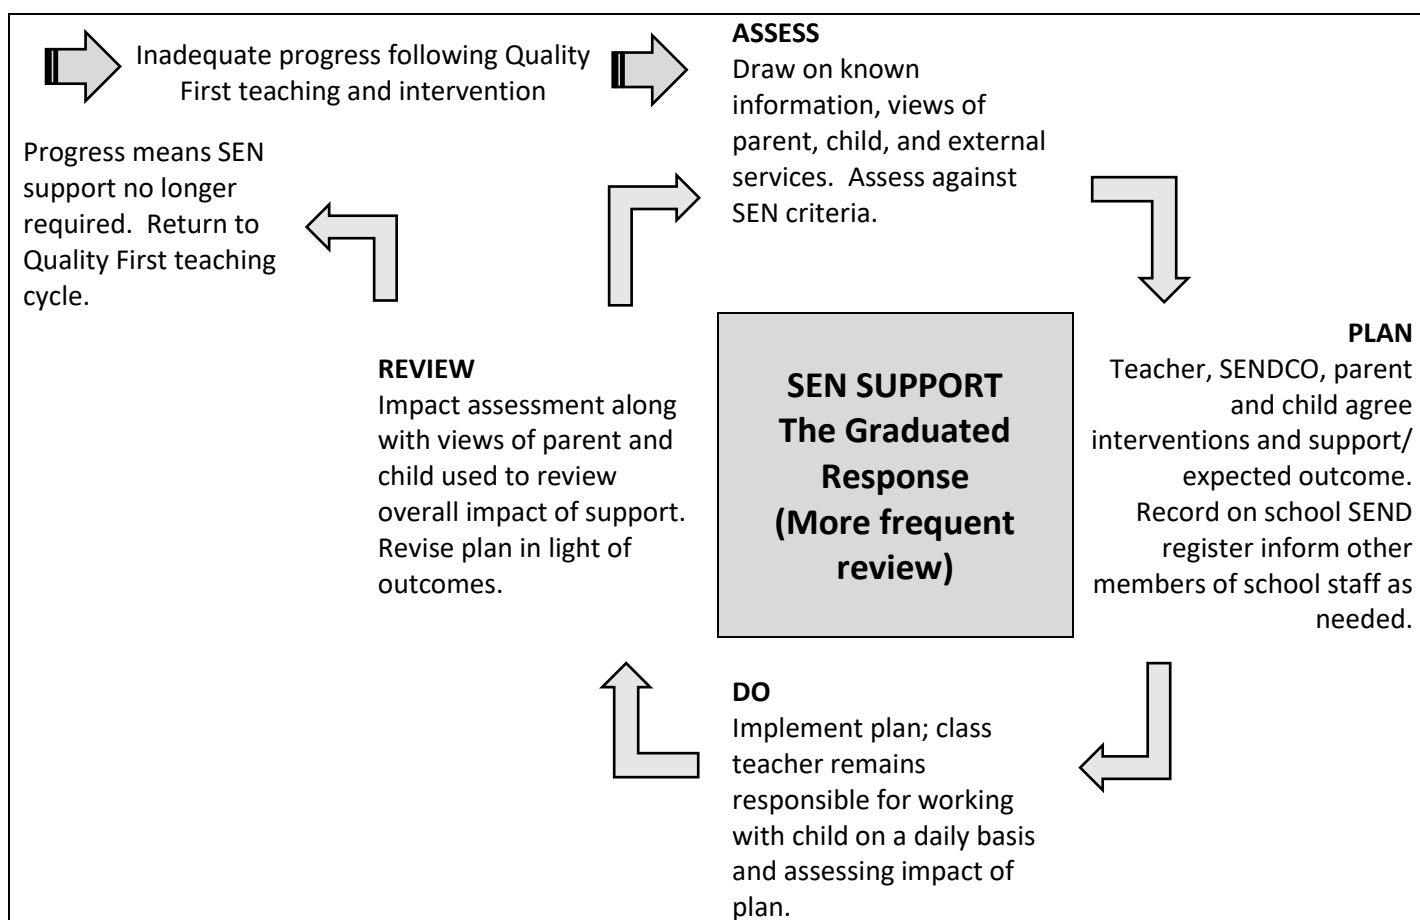 Inadequate progress following Quality
First teaching and intervention
ASSESS
Draw on known
information, views of
parent, child, and external
services.  Assess against
SEN criteria.
Progress means SEN
support no longer
required.  Return to
Quality First teaching
cycle.
PLAN
Teacher, SENDCO, parent
and child agree
interventions and support/
expected outcome.
Record on school SEND
register inform other
members of school staff as
needed.
SEN SUPPORT
The Graduated
Response
(More frequent
review)
REVIEW
Impact assessment along
with views of parent and
child used to review
overall impact of support.
Revise plan in light of
outcomes.
DO
Implement plan; class
teacher remains
responsible for working
with child on a daily basis
and assessing impact of
plan.